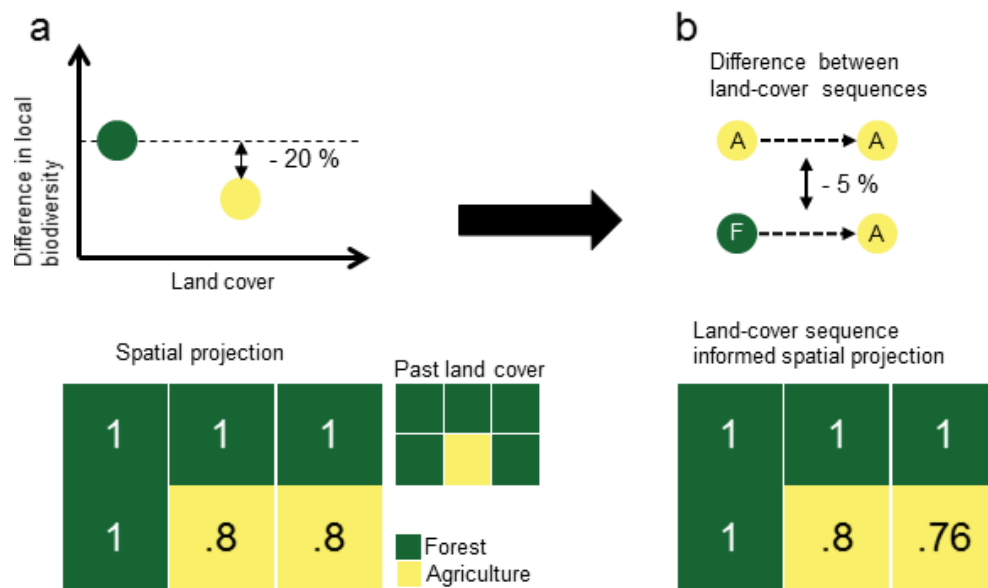 a
Difference in local
biodiversity
- 20 %
Land cover
b
Difference between
land-cover sequences
A A
- 5 %
F A
Spatial projection
1 1 1
1 .8 .8
Past land cover
Forest
Agriculture
Land-cover sequence
informed spatial projection
1 1 1
1 .8 .76